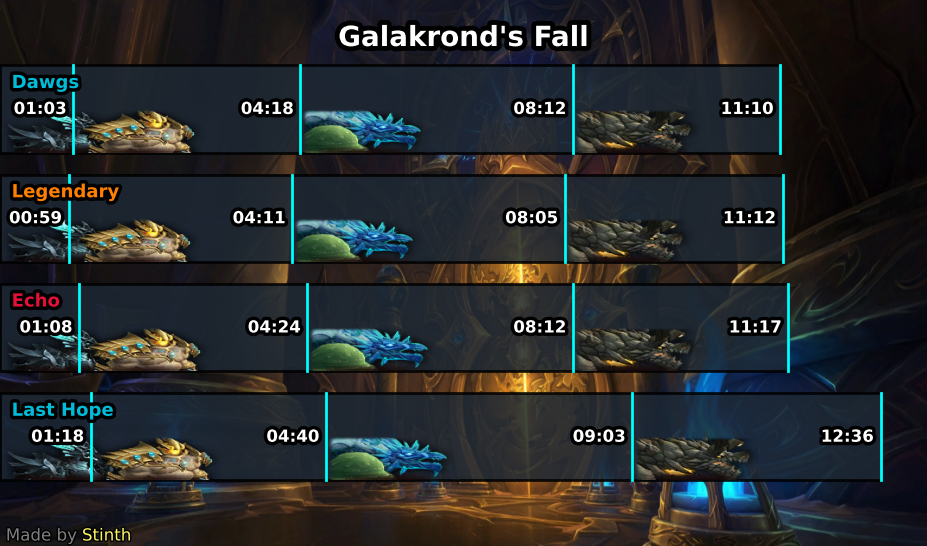 Galakrond's Fall
Dawgs
01:03 04:18 08:12 11:10
Legendary
00:59 04:11 08:05 11:12
Echo
01:08 04:24 08:12 11:17
Last Hope
01:18 04:40 09:03 12:36
Made by Stinth